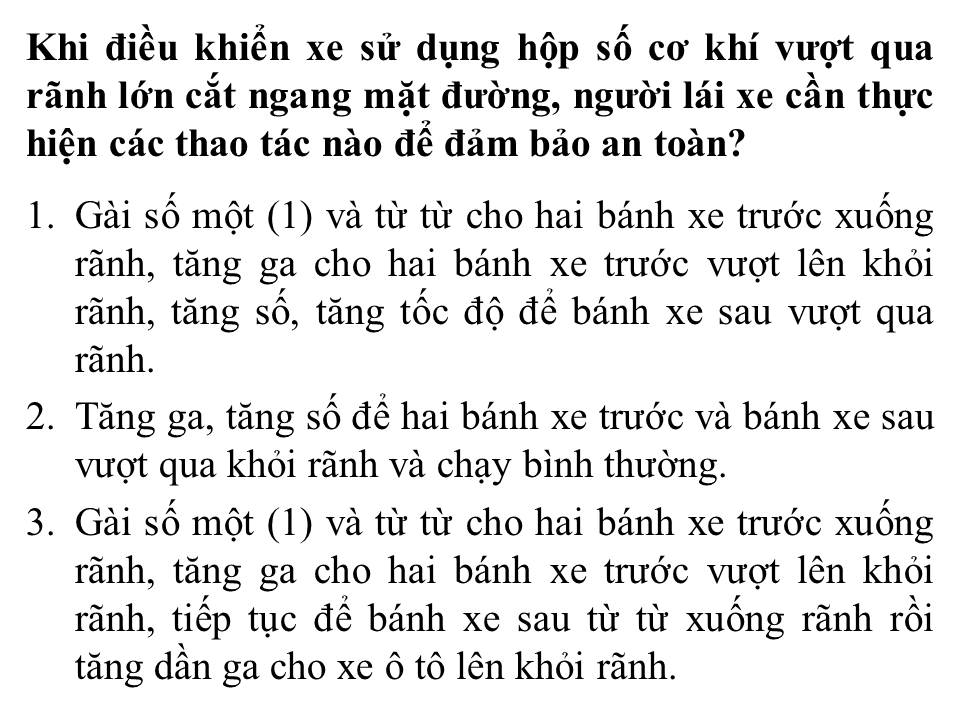 Khi điều khiển xe sử dụng hộp số cơ khí vượt qua
rãnh lớn cắt ngang mặt đường, người lái xe cần thực
hiện các thao tác nào để đảm bảo an toàn?
1. Gài số một (1) và từ từ cho hai bánh xe trước xuống
rãnh, tăng ga cho hai bánh xe trước vượt lên khỏi
rãnh, tăng số, tăng tốc độ để bánh xe sau vượt qua
rãnh.
2. Tăng ga, tăng số để hai bánh xe trước và bánh xe sau
vượt qua khỏi rãnh và chạy bình thường.
3. Gài số một (1) và từ từ cho hai bánh xe trước xuống
rãnh, tăng ga cho hai bánh xe trước vượt lên khỏi
rãnh, tiếp tục để bánh xe sau từ từ xuống rãnh rồi
tăng dần ga cho xe ô tô lên khỏi rãnh.